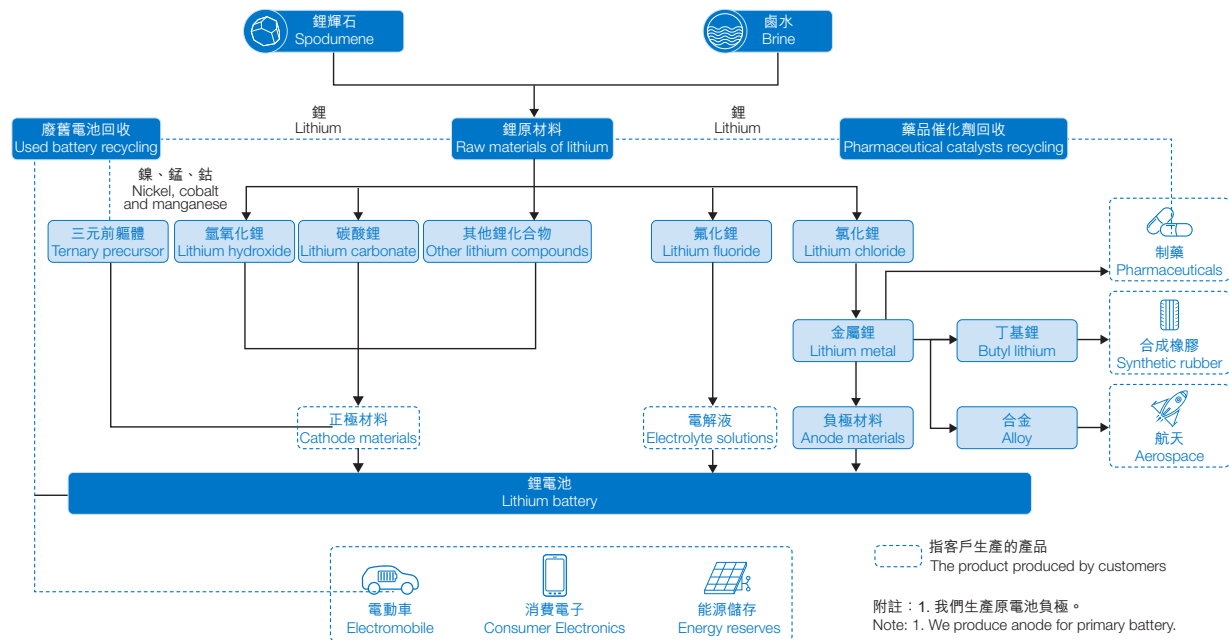 鋰輝石
Spodumene
鹵水
Brine
鋰
Lithium
鋰
Lithium
廢舊電池回收
Used battery recycling
鋰原材料
Raw materials of lithium
藥品催化劑回收
Pharmaceutical catalysts recycling
鎳、錳、鈷
Nickel, cobalt
and manganese
三元前軀體
Ternary precursor
氫氧化鋰
Lithium hydroxide
碳酸鋰
Lithium carbonate
其他鋰化合物
Other lithium compounds
氟化鋰
Lithium fluoride
氯化鋰
Lithium chloride
制藥
Pharmaceuticals
金屬鋰
Lithium metal
丁基鋰
Butyl lithium
合成橡膠
Synthetic rubber
正極材料
Cathode materials
電解液
Electrolyte solutions
負極材料
Anode materials
合金
Alloy
航天
Aerospace
鋰電池
Lithium battery
電動車
Electromobile
消費電子
Consumer Electronics
能源儲存
Energy reserves
指客戶生產的產品
The product produced by customers
附註：1. 我們生產原電池負極。
Note: 1. We produce anode for primary battery.